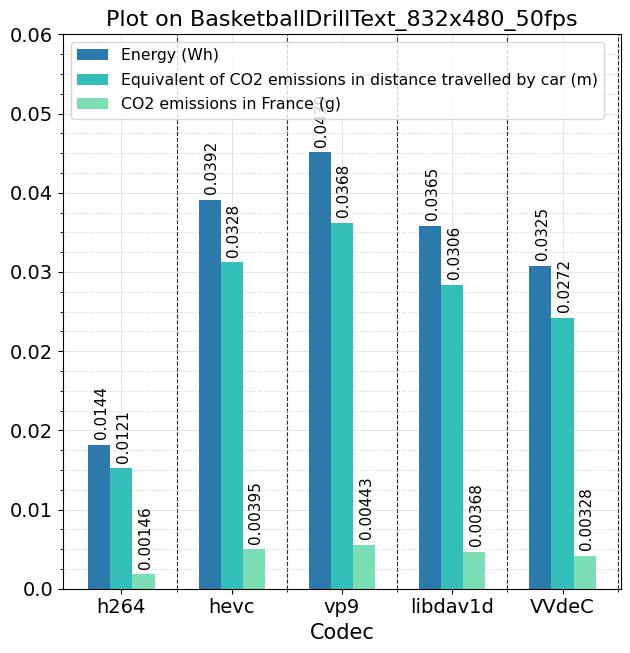 Plot on BasketballDrillText_832x480_50fps
Energy (Wh)
Equivalent of CO2 emissions in distance travelled by car (m)
CO2 emissions in France (g)
0.06
0.05
0.04
0.03
0.02
0.02
0.01
0.0
0.0144
0.0121
0.00146
0.0392
0.0328
0.00395
0.0368
0.00443
0.0365
0.0306
0.00368
0.0325
0.0272
0.00328
h264
hevc
vp9
libdav1d
VVdeC
Codec